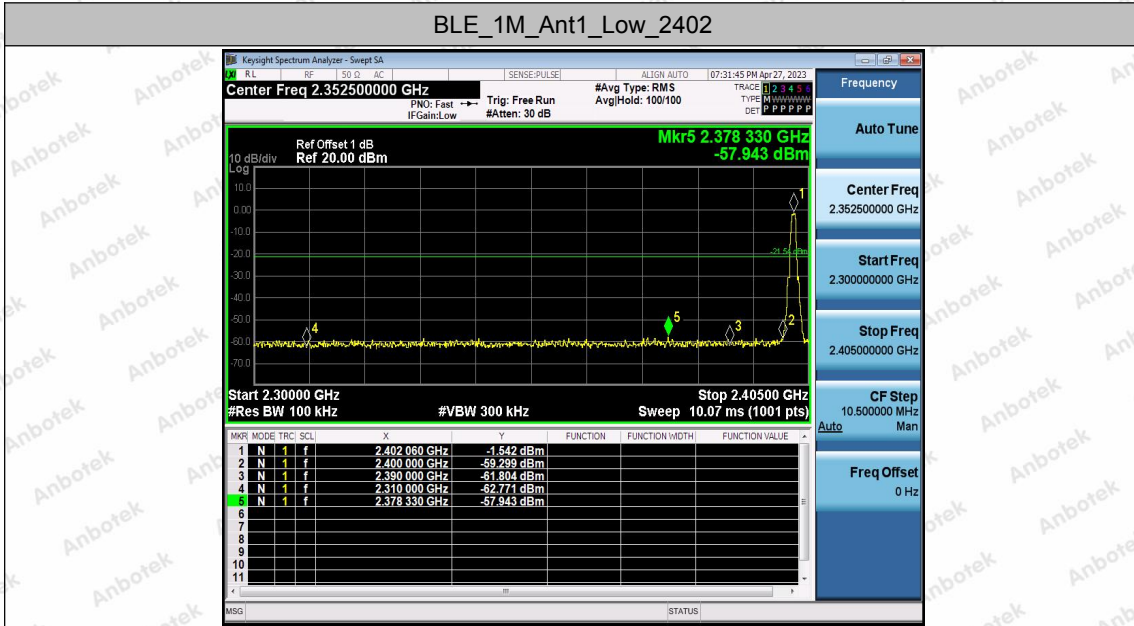 BLE_1M_Ant1_Low_2402
Keysight Spectrum Analyzer - Swept SA
LXI RL RF 50 Ω AC SENSE:PULSE ALIGN AUTO 07:31:45 PM Apr 27, 2023
Center Freq 2.352500000 GHz
PNO: Fast
IFGain:Low
Trig: Free Run
#Atten: 30 dB
#Avg Type: RMS
Avg|Hold: 100/100
TRACE 1 2 3 4 5 6
TYPE M W W W W W
DET P P P P P P
Mkr5 2.378 330 GHz
-57.943 dBm
Ref Offset 1 dB
10 dB/div Ref 20.00 dBm
Log
10.0
0.00
-10.0
-20.0
-30.0
-40.0
-50.0
-60.0
-70.0
-21.54 dBm
1
2
3
4
5
Start 2.30000 GHz Stop 2.40500 GHz
#Res BW 100 kHz #VBW 300 kHz Sweep 10.07 ms (1001 pts)
MKR MODE TRC SCL X Y FUNCTION FUNCTION WIDTH FUNCTION VALUE
1 N 1 f 2.402 060 GHz -1.542 dBm
2 N 1 f 2.400 000 GHz -59.299 dBm
3 N 1 f 2.390 000 GHz -61.804 dBm
4 N 1 f 2.310 000 GHz -62.771 dBm
5 N 1 f 2.378 330 GHz -57.943 dBm
6
7
8
9
10
11
MSG STATUS
Frequency
Auto Tune
Center Freq
2.352500000 GHz
Start Freq
2.300000000 GHz
Stop Freq
2.405000000 GHz
CF Step
10.500000 MHz
Auto Man
Freq Offset
0 Hz
Anbotek